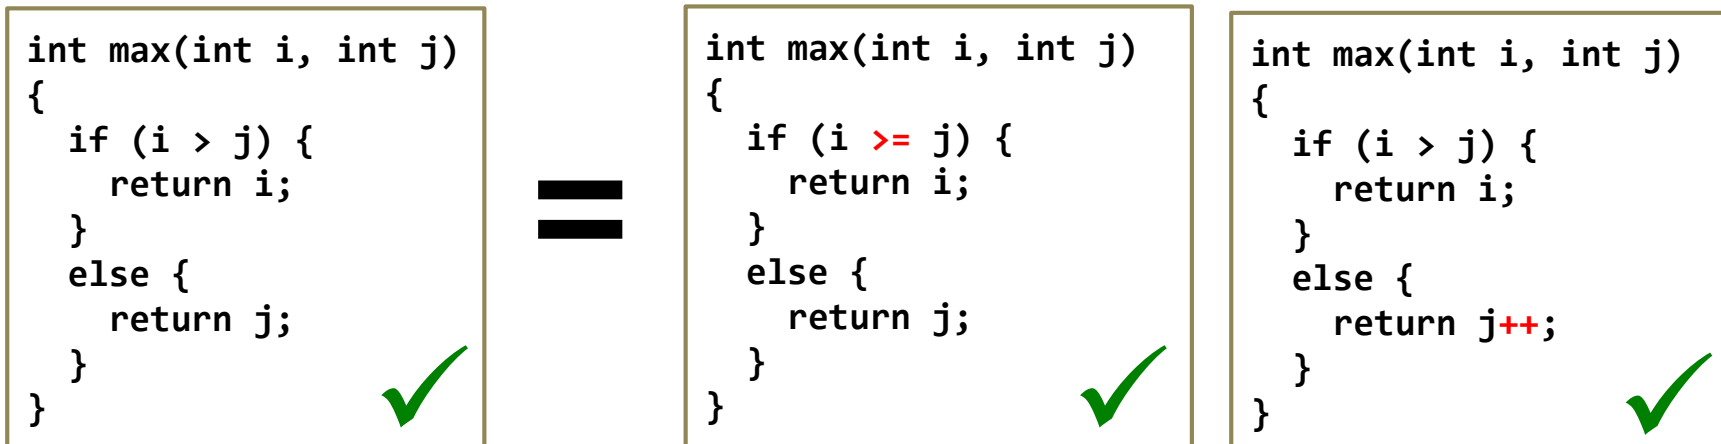 int max(int i, int j)
{
  if (i > j) {
    return i;
  }
  else {
    return j;
  }
}
=
int max(int i, int j)
{
  if (i >= j) {
    return i;
  }
  else {
    return j;
  }
}
int max(int i, int j)
{
  if (i > j) {
    return i;
  }
  else {
    return j++;
  }
}